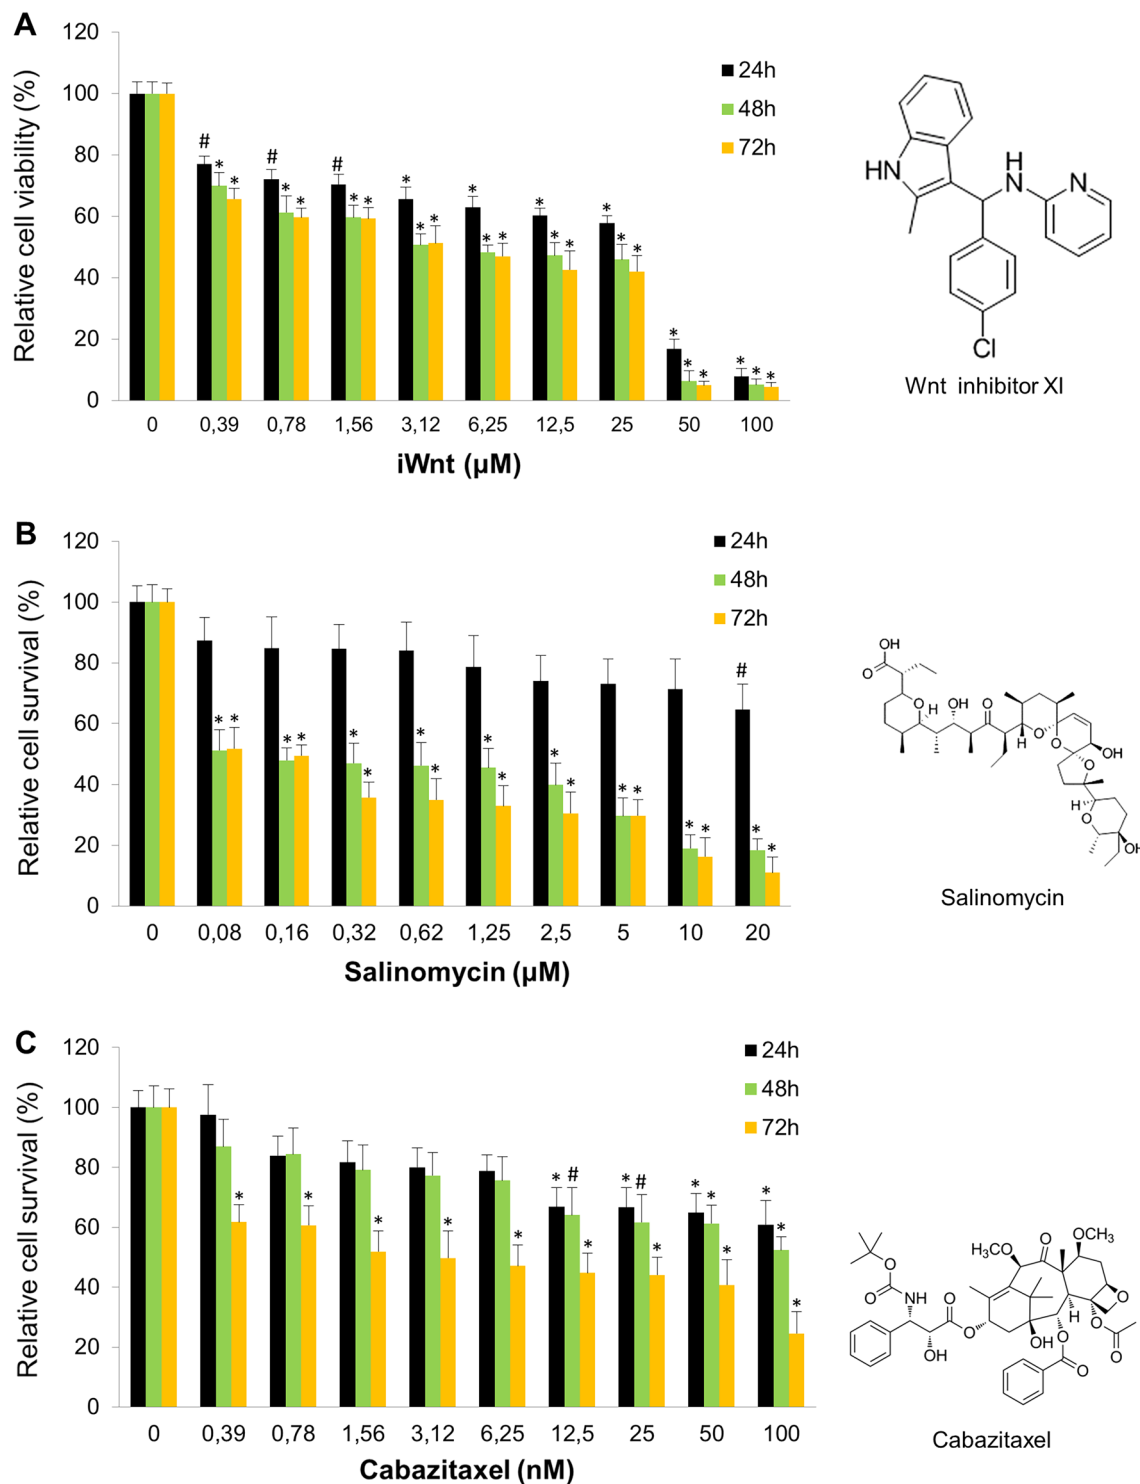 A
Relative cell viability (%)
120
100
80
60
40
20
0
24h
48h
72h
# * *
# * *
# * *
* * *
* * *
* * *
* * *
* * *
* * *
0 0,39 0,78 1,56 3,12 6,25 12,5 25 50 100
iWnt (µM)
HN
H
N
N
Cl
Wnt inhibitor XI
B
Relative cell survival (%)
120
100
80
60
40
20
0
24h
48h
72h
* *
* *
* *
* *
* *
* *
* *
* *
# * *
0 0,08 0,16 0,32 0,62 1,25 2,5 5 10 20
Salinomycin (µM)
OH
O
O
H
OH
O
H
O
O
OH
O
H
O
OH
Salinomycin
C
Relative cell survival (%)
120
100
80
60
40
20
0
24h
48h
72h
*
*
*
*
*
* # *
* # *
* * *
* * *
0 0,39 0,78 1,56 3,12 6,25 12,5 25 50 100
Cabazitaxel (nM)
O
O
NH
O
OH
O
H₃CO
O
OCH₃
O
H
OH
O
O
O
O
O
Cabazitaxel